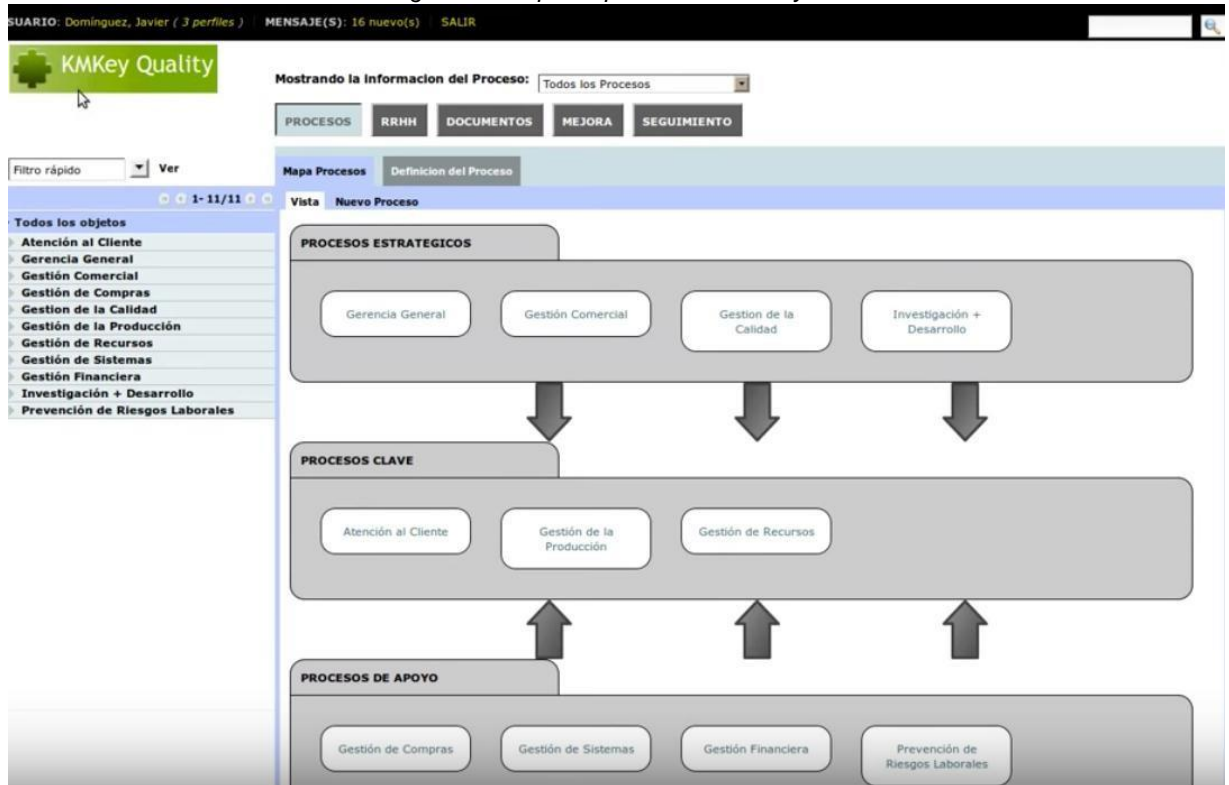 SUARIO: Domínguez, Javier ( 3 perfiles ) MENSAJE(S): 16 nuevo(s) SALIR
KMKey Quality
Mostrando la informacion del Proceso: Todos los Procesos
PROCESOS RRHH DOCUMENTOS MEJORA SEGUIMIENTO
Filtro rápido Ver
Mapa Procesos Definicion del Proceso
1- 11/11
Vista Nuevo Proceso
Todos los objetos
Atención al Cliente
Gerencia General
Gestión Comercial
Gestión de Compras
Gestion de la Calidad
Gestión de la Producción
Gestión de Recursos
Gestión de Sistemas
Gestión Financiera
Investigación + Desarrollo
Prevención de Riesgos Laborales
PROCESOS ESTRATEGICOS
Gerencia General
Gestión Comercial
Gestion de la
Calidad
Investigación +
Desarrollo
PROCESOS CLAVE
Atención al Cliente
Gestión de la
Producción
Gestión de Recursos
PROCESOS DE APOYO
Gestión de Compras
Gestión de Sistemas
Gestión Financiera
Prevención de
Riesgos Laborales